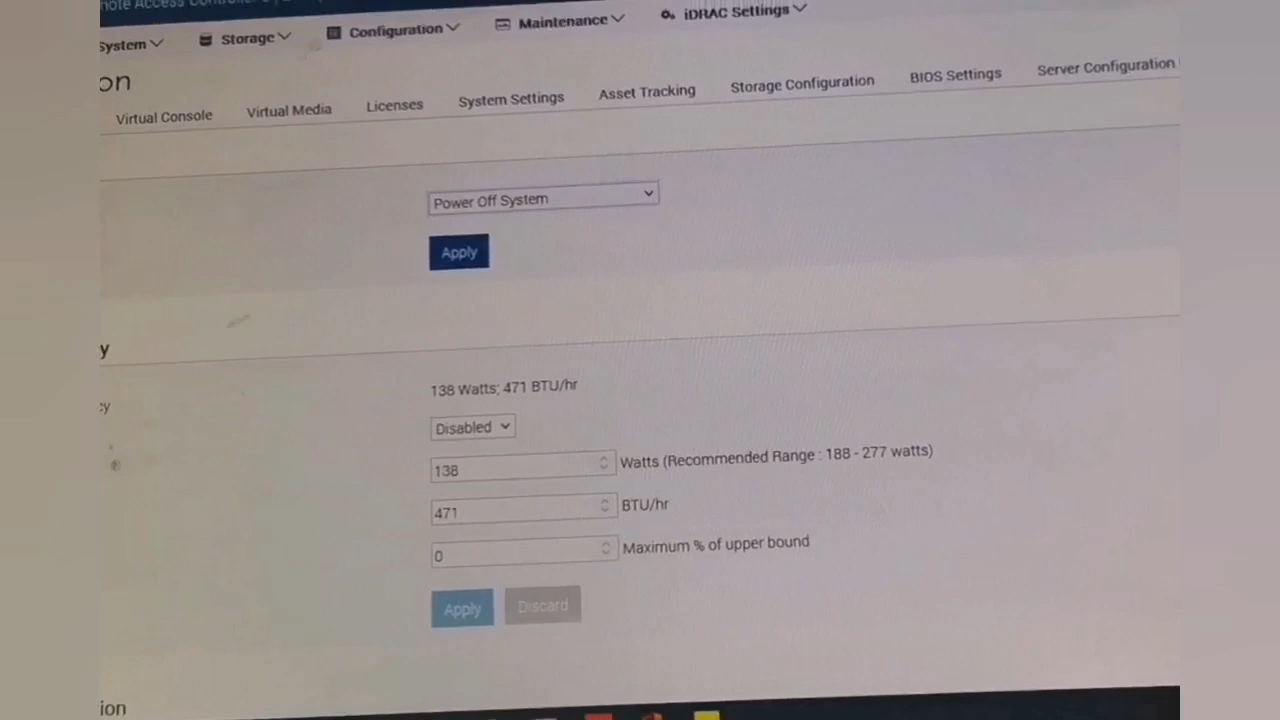 note Access Controller
System
Storage
Configuration
Maintenance
iDRAC Settings
on
Virtual Console
Virtual Media
Licenses
System Settings
Asset Tracking
Storage Configuration
BIOS Settings
Server Configuration
Power Off System
Apply
y
138 Watts; 471 BTU/hr
cy
Disabled
138 Watts (Recommended Range : 188 - 277 watts)
471 BTU/hr
0 Maximum % of upper bound
Apply Discard
ion